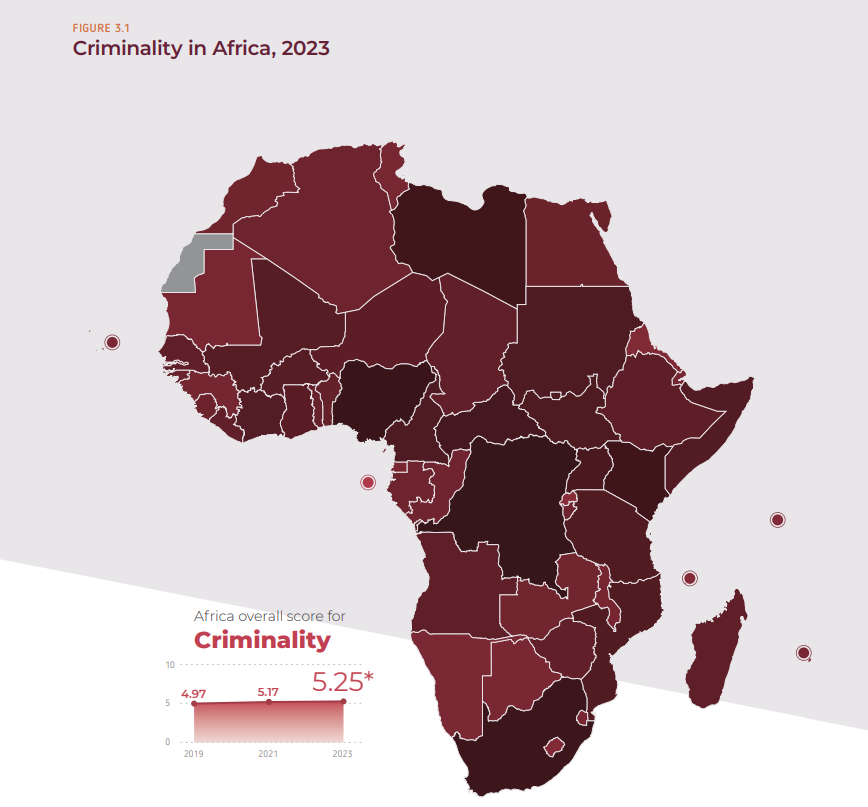 FIGURE 3.1
Criminality in Africa, 2023
Africa overall score for
Criminality
10
5.25*
4.97
5.17
5
0
2019
2021
2023